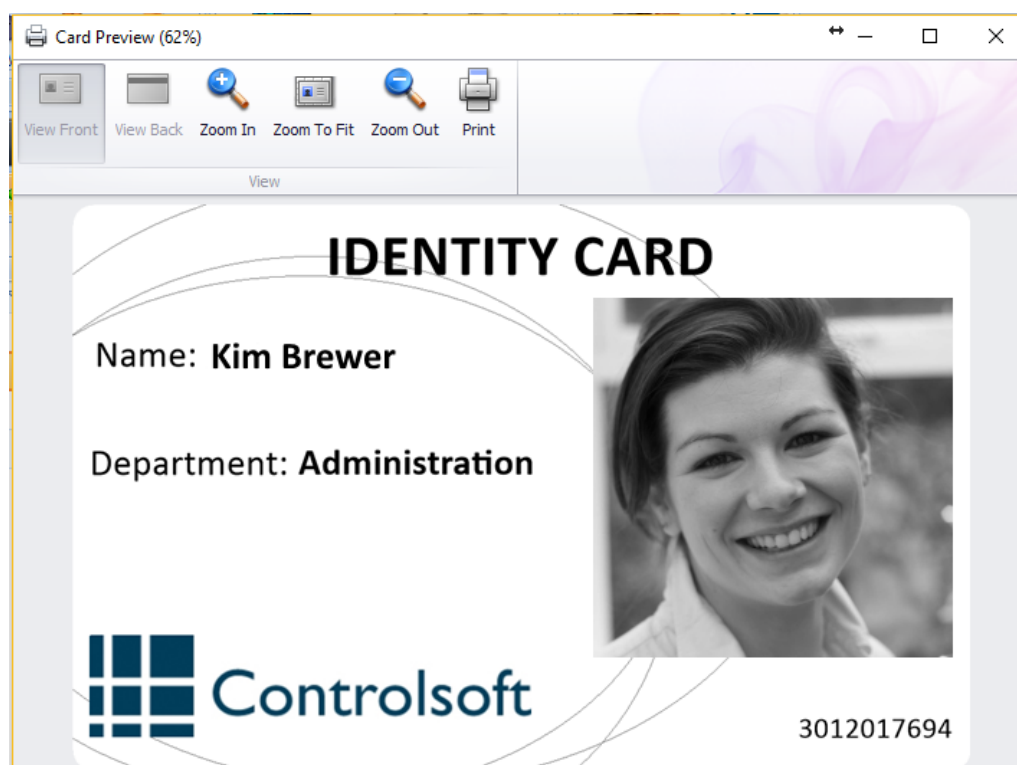 Card Preview (62%)
View Front View Back Zoom In Zoom To Fit Zoom Out Print
View
IDENTITY CARD
Name: Kim Brewer
Department: Administration
Controlsoft
3012017694